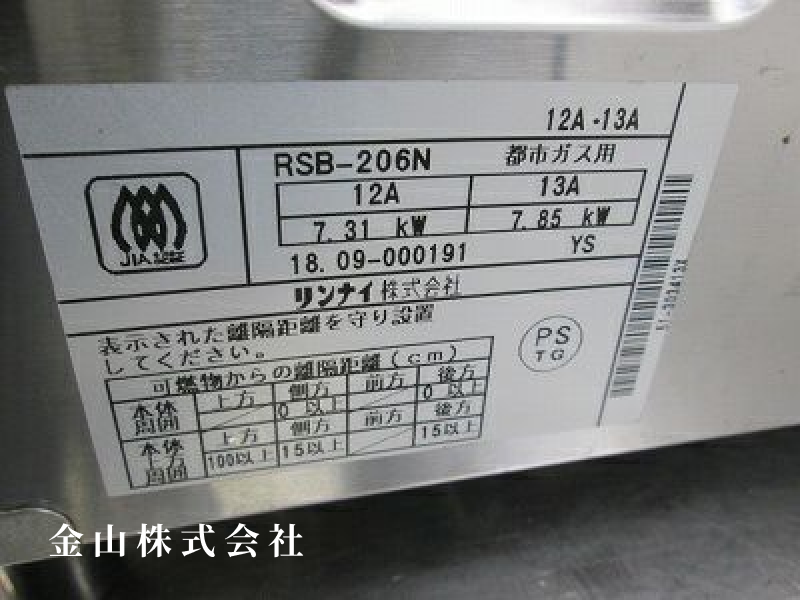 12A-13A
RSB-206N 都市ガス用
12A 13A
7.31 kW 7.85 kW
18.09-000191 YS
JIA
リンナイ株式会社
表示された離隔距離を守り設置
してください。
PS
TG
可燃物からの離隔距離(cm)
本体周囲 上方 側方 前方 後方
0以上 0以上
本体 上方 側方 前方 後方
周囲 100以上 15以上 15以上
金山株式会社